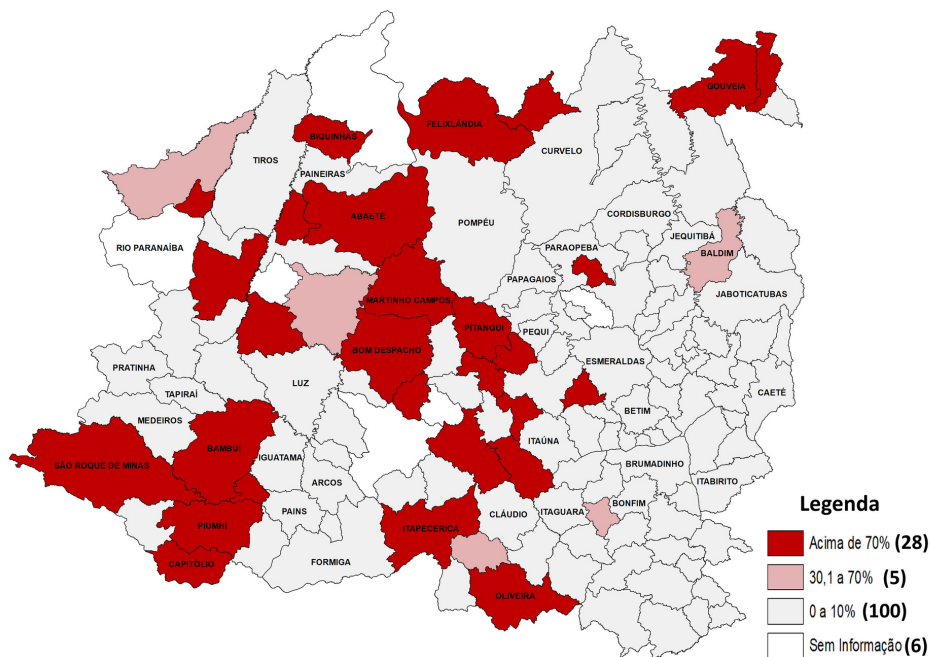 GOUVEIA
FELIXLÂNDIA
BIQUINHAS
CURVELO
TIROS
PAINEIRAS
ABAETÉ
POMPÉU
CORDISBURGO
RIO PARANAÍBA
PARAOPEBA
JEQUITIBÁ
BALDIM
PAPAGAIOS
JABOTICATUBAS
MARTINHO CAMPOS
PITANGUI
PEQUI
BOM DESPACHO
ESMERALDAS
PRATINHA
LUZ
TAPIRAÍ
CAETÉ
MEDEIROS
BETIM
BAMBUÍ
IGUATAMA
ITAÚNA
SÃO ROQUE DE MINAS
BRUMADINHO
ARCOS
ITABIRITO
PIUMHI
PAINS
ITAPECERICA
CLÁUDIO
ITAGUARA
BONFIM
FORMIGA
CAPITÓLIO
OLIVEIRA
Legenda
Acima de 70% (28)
30,1 a 70% (5)
0 a 10% (100)
Sem Informação (6)